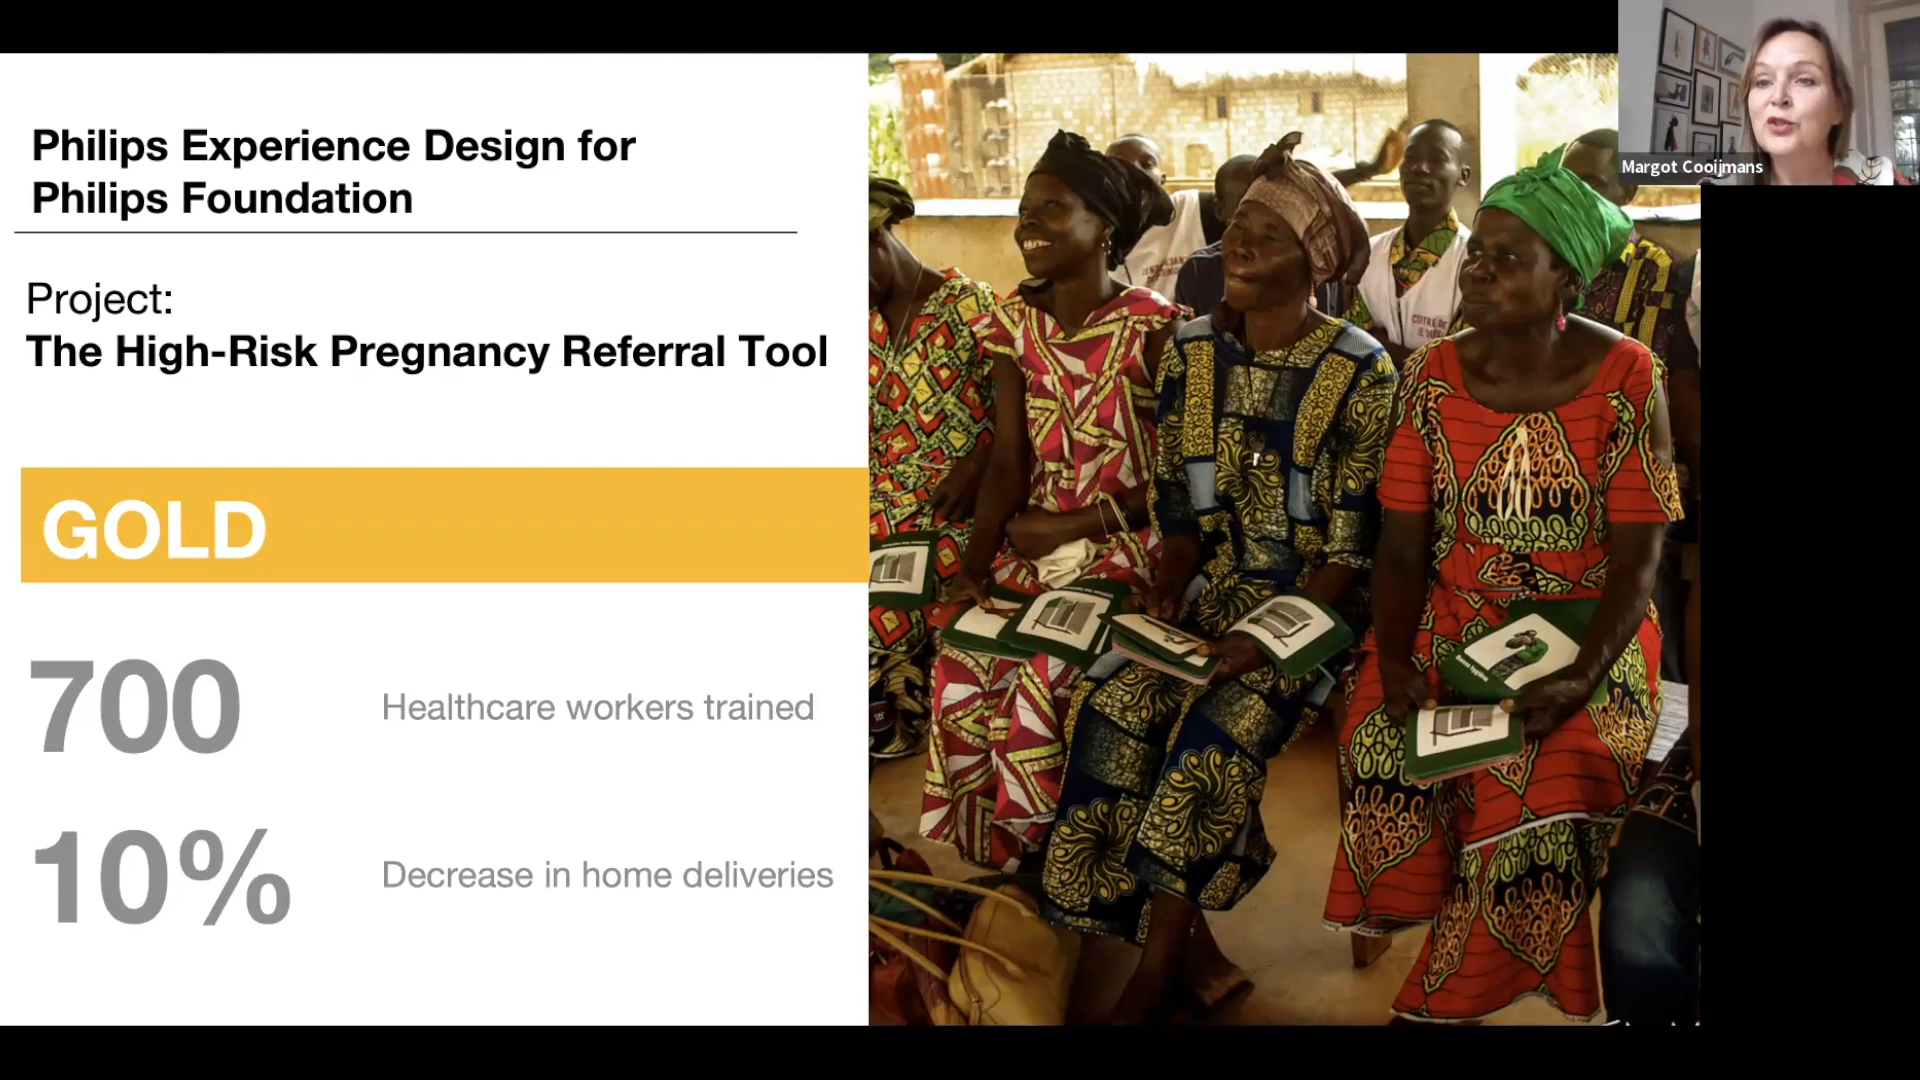 Philips Experience Design for
Philips Foundation
Project:
The High-Risk Pregnancy Referral Tool
GOLD
700
Healthcare workers trained
10%
Decrease in home deliveries
Margot Cooijmans